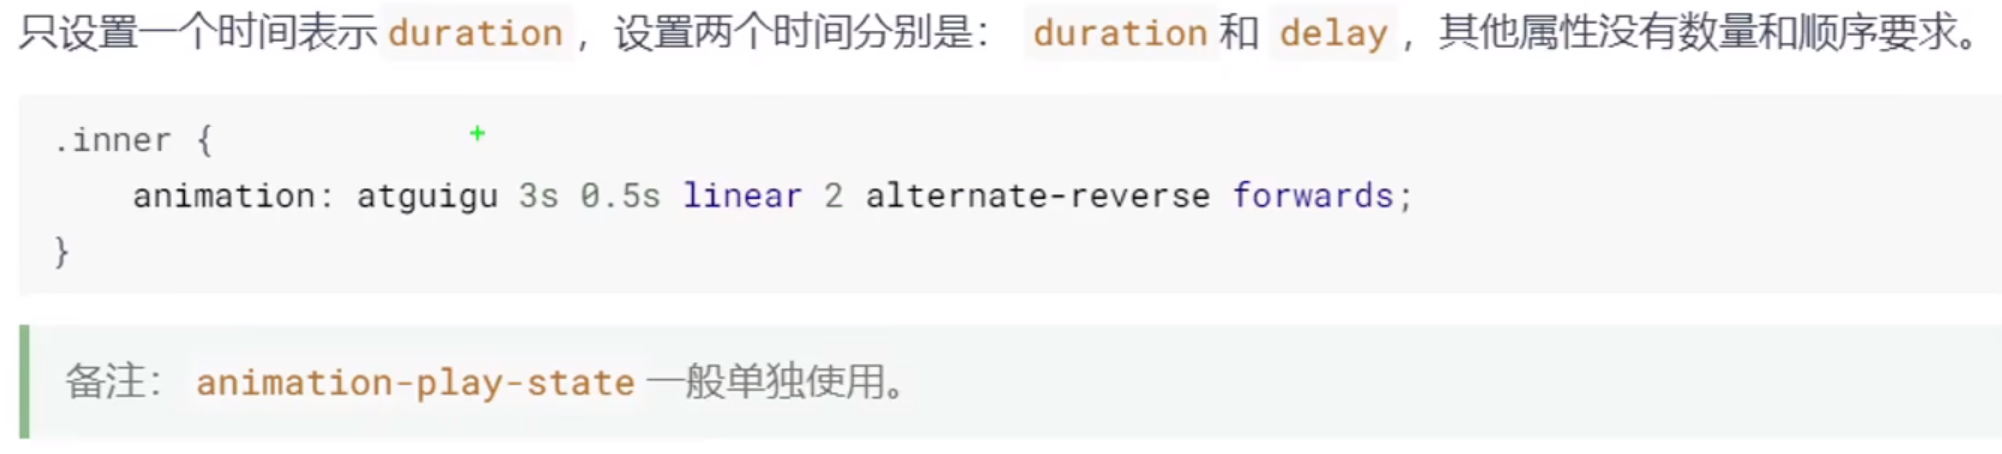 只设置一个时间表示 duration ，设置两个时间分别是： duration 和 delay ，其他属性没有数量和顺序要求。
.inner {
    animation: atguigu 3s 0.5s linear 2 alternate-reverse forwards;
}
备注： animation-play-state 一般单独使用。